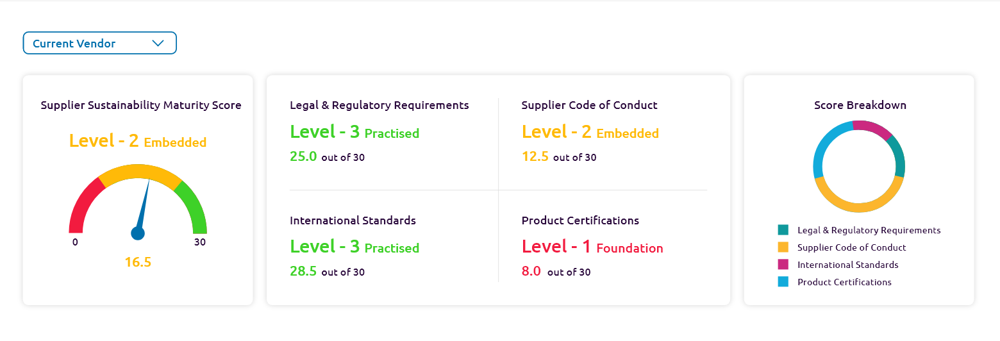 Current Vendor
Supplier Sustainability Maturity Score
Level - 2 Embedded
0
30
16.5
Legal & Regulatory Requirements
Level - 3 Practised
25.0 out of 30
Supplier Code of Conduct
Level - 2 Embedded
12.5 out of 30
International Standards
Level - 3 Practised
28.5 out of 30
Product Certifications
Level - 1 Foundation
8.0 out of 30
Score Breakdown
Legal & Regulatory Requirements
Supplier Code of Conduct
International Standards
Product Certifications